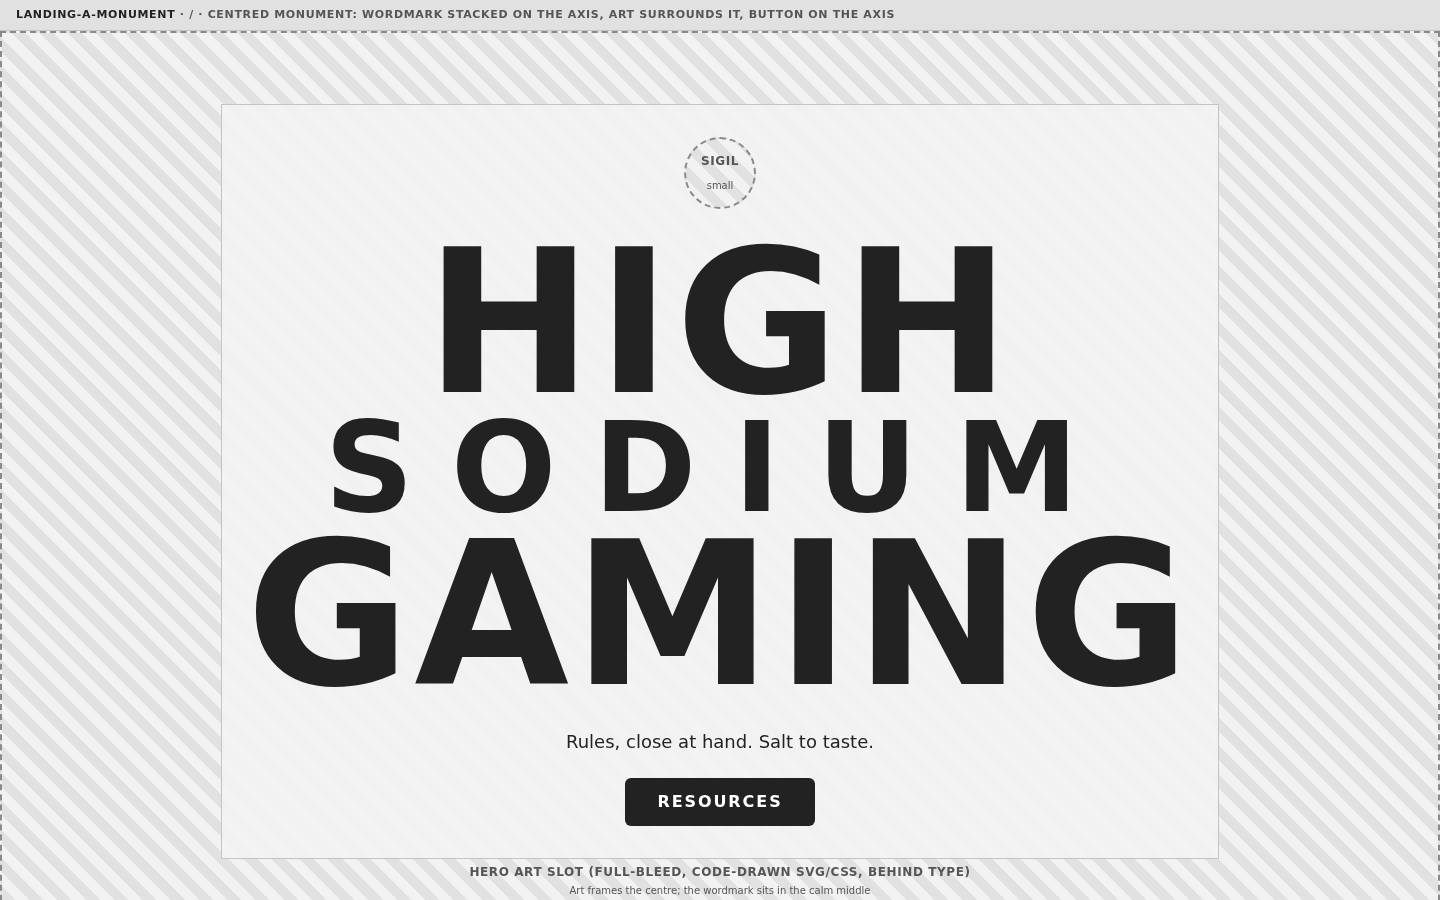 LANDING-A-MONUMENT · / · CENTRED MONUMENT: WORDMARK STACKED ON THE AXIS, ART SURROUNDS IT, BUTTON ON THE AXIS
SIGIL
small
HIGH
SODIUM
GAMING
Rules, close at hand. Salt to taste.
RESOURCES
HERO ART SLOT (FULL-BLEED, CODE-DRAWN SVG/CSS, BEHIND TYPE)
Art frames the centre; the wordmark sits in the calm middle